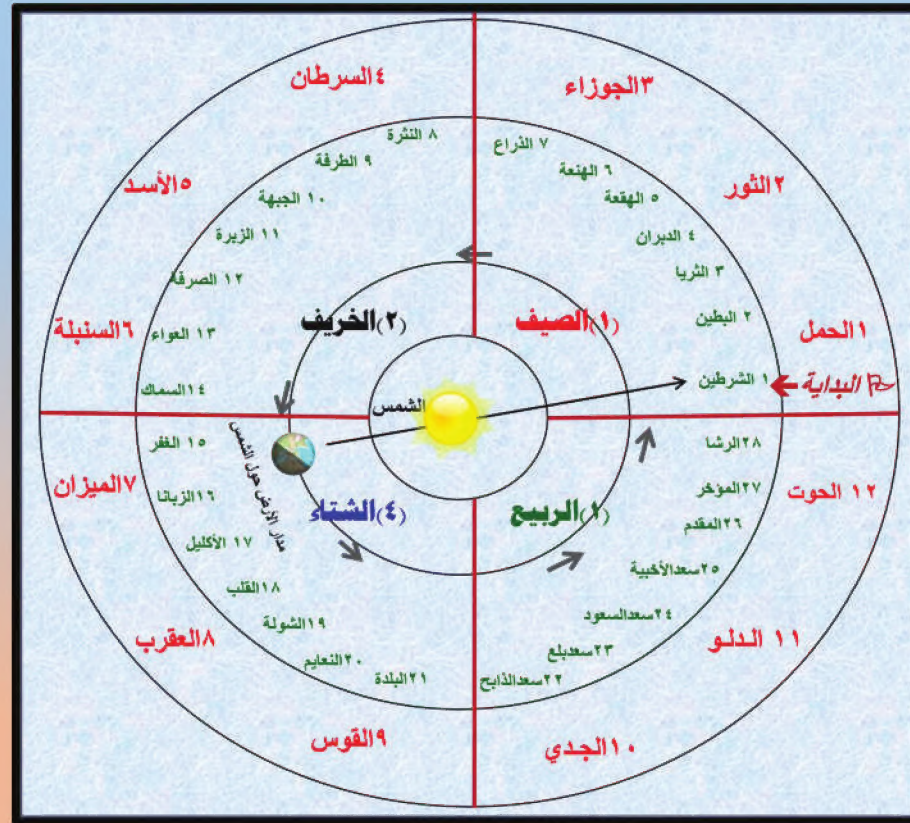 ٣الجوزاء
٤السرطان
٢الثور
٥الأسد
١الحمل
٦السنبلة
البداية
١ الشرطين
٢ البطين
٣ الثريا
٤ الدبران
٥ الهقعة
٦ الهنعة
٧ الذراع
٨ النثرة
٩ الطرفة
١٠ الجبهة
١١ الزبرة
١٢ الصرفة
١٣ العواء
١٤السماك
(١)الصيف
(٢)الخريف
الشمس
(١)الربيع
(٤)الشتاء
مدار الأرض حول الشمس
١٥ الغفر
١٦الزبانا
١٧ الأكليل
١٨القلب
١٩الشولة
٢٠النعايم
٢١البلدة
٢٢سعدالذابح
٢٣سعدبلع
٢٤سعدالسعود
٢٥سعدالأخبية
٢٦المقدم
٢٧المؤخر
٢٨الرشا
١٢ الحوت
٧الميزان
١١ الدلو
٨العقرب
١٠الجدي
٩القوس